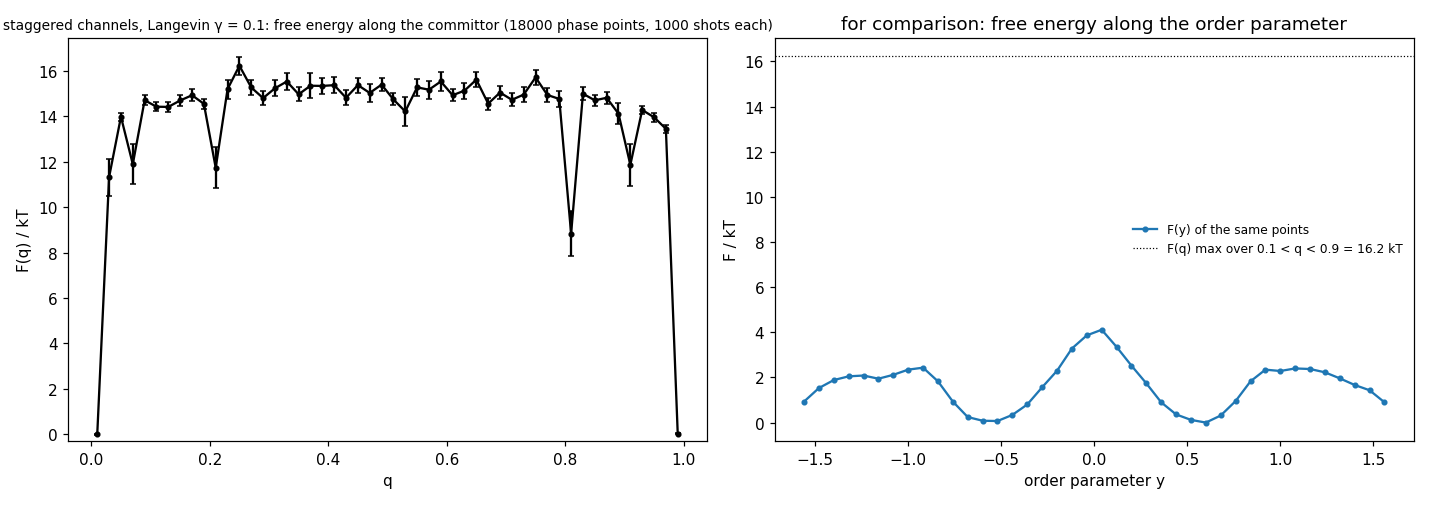 staggered channels, Langevin γ = 0.1: free energy along the committor (18000 phase points, 1000 shots each)
F(q) / kT
16
14
12
10
8
6
4
2
0
0.0 0.2 0.4 0.6 0.8 1.0
q
for comparison: free energy along the order parameter
F / kT
16
14
12
10
8
6
4
2
0
F(y) of the same points
F(q) max over 0.1 < q < 0.9 = 16.2 kT
−1.5 −1.0 −0.5 0.0 0.5 1.0 1.5
order parameter y